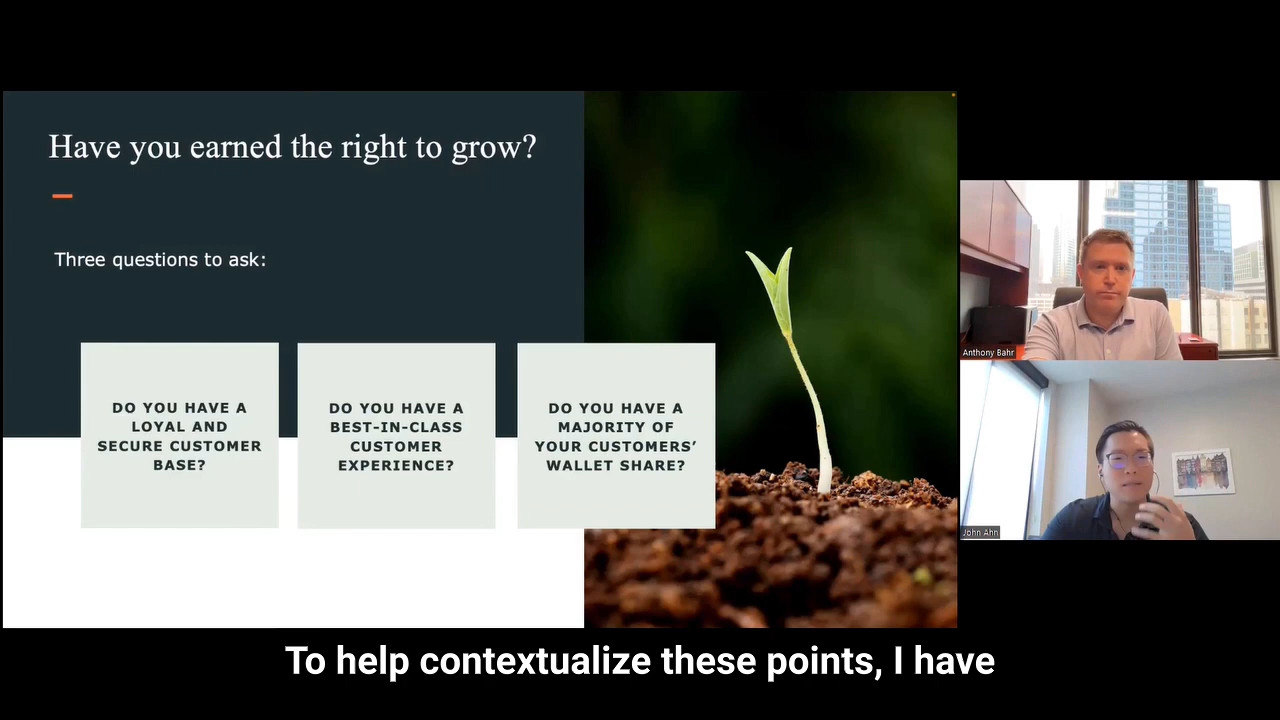 Have you earned the right to grow?
Three questions to ask:
DO YOU HAVE A
LOYAL AND
SECURE CUSTOMER
BASE?
DO YOU HAVE A
BEST-IN-CLASS
CUSTOMER
EXPERIENCE?
DO YOU HAVE A
MAJORITY OF
YOUR CUSTOMERS’
WALLET SHARE?
Anthony Bahr
John Ahn
To help contextualize these points, I have